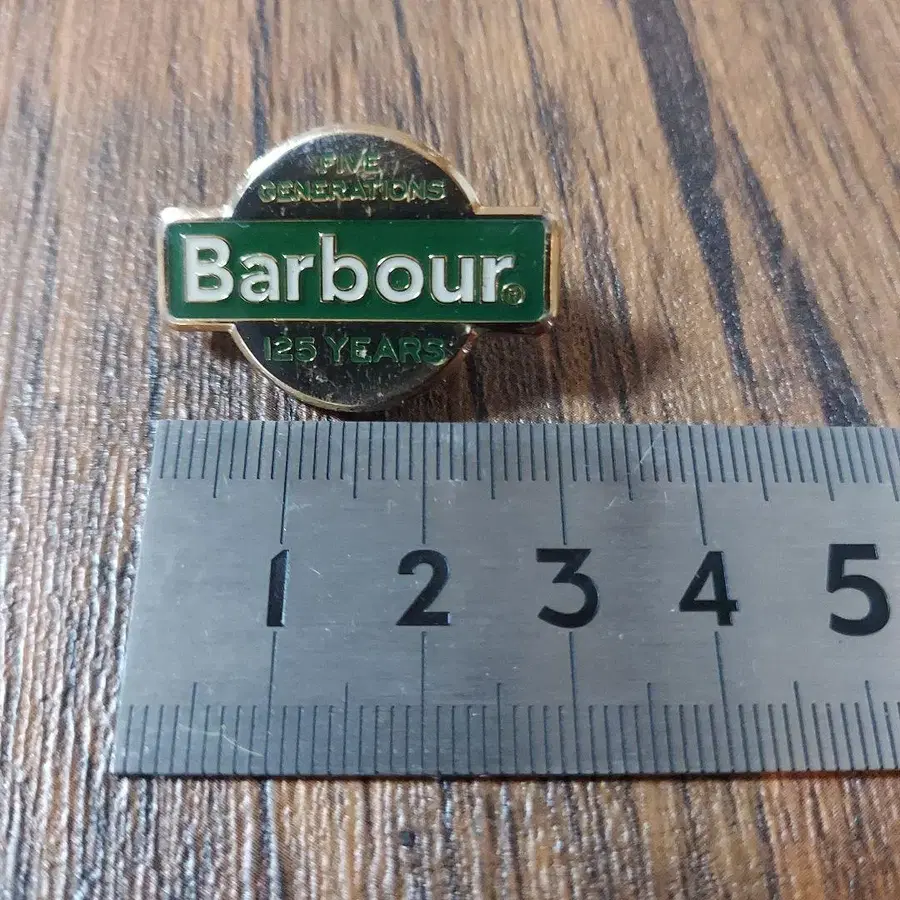 FIVE
GENERATIONS
Barbour®
125 YEARS
1 2 3 4 5